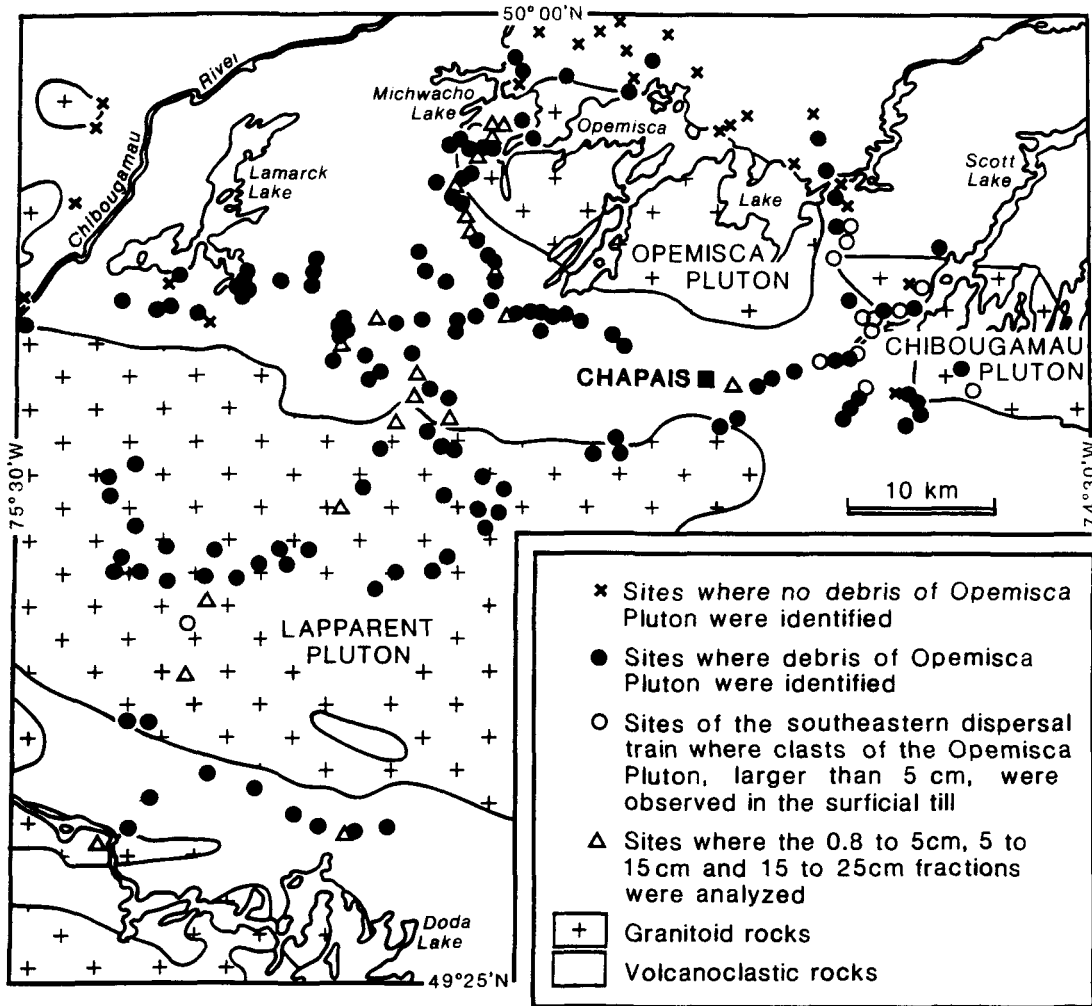 50° 00'N
Chibougamau River
Michwacho
Lake
Opemisca
Lake
Lamarck
Lake
Scott
Lake
OPEMISCA
PLUTON
CHIBOUGAMAU
PLUTON
CHAPAIS
75° 30'W
74° 30'W
10 km
LAPPARENT
PLUTON
Doda
Lake
49° 25'N
Sites where no debris of Opemisca
Pluton were identified
Sites where debris of Opemisca
Pluton were identified
Sites of the southeastern dispersal
train where clasts of the Opemisca
Pluton, larger than 5 cm, were
observed in the surficial till
Sites where the 0.8 to 5cm, 5 to
15cm and 15 to 25cm fractions
were analyzed
Granitoid rocks
Volcanoclastic rocks